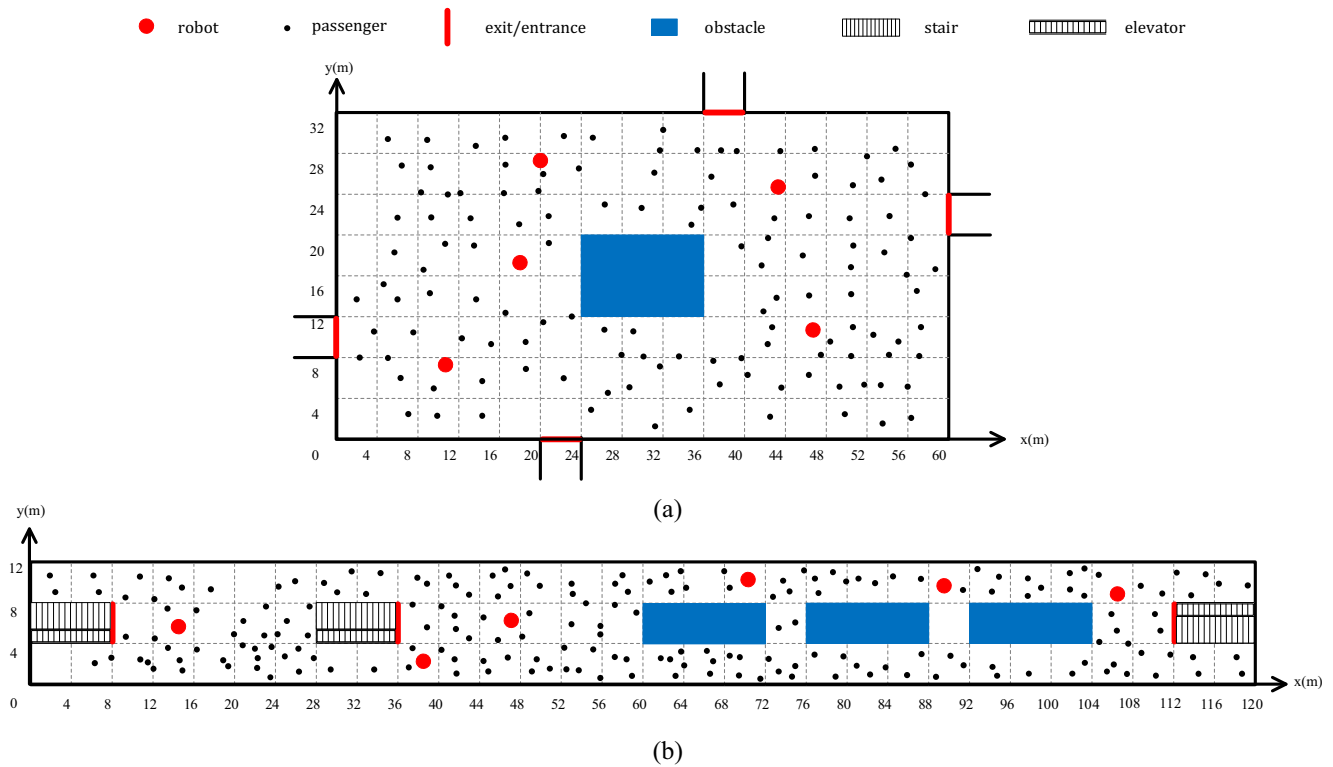 robot passenger exit/entrance obstacle stair elevator
y(m)
32
28
24
20
16
12
8
4
0 4 8 12 16 20 24 28 32 36 40 44 48 52 56 60
x(m)
(a)
y(m)
12
8
4
0 4 8 12 16 20 24 28 32 36 40 44 48 52 56 60 64 68 72 76 80 84 88 92 96 100 104 108 112 116 120
x(m)
(b)